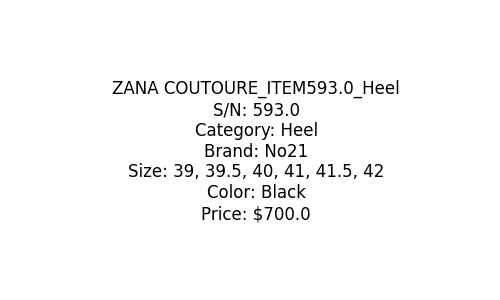 ZANA COUTOURE_ITEM593.0_Heel
S/N: 593.0
Category: Heel
Brand: No21
Size: 39, 39.5, 40, 41, 41.5, 42
Color: Black
Price: $700.0